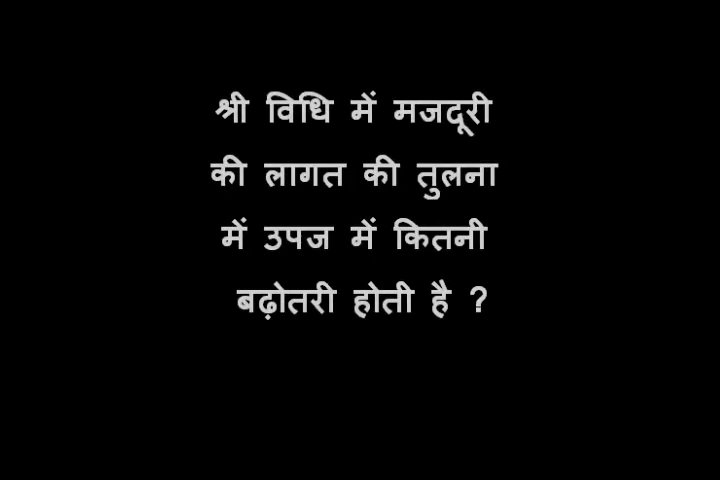 श्री विधि में मजदूरी
की लागत की तुलना
में उपज में कितनी
बढ़ोतरी होती है ?